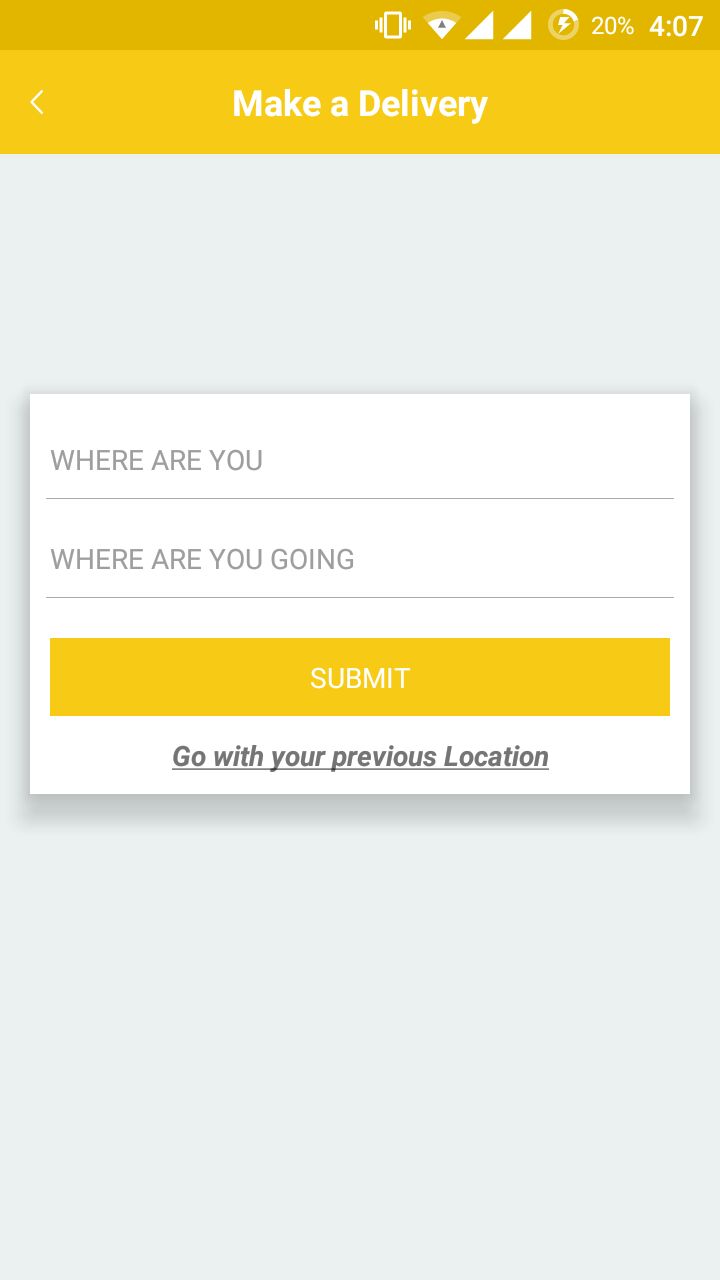 20% 4:07
Make a Delivery
WHERE ARE YOU
WHERE ARE YOU GOING
SUBMIT
Go with your previous Location